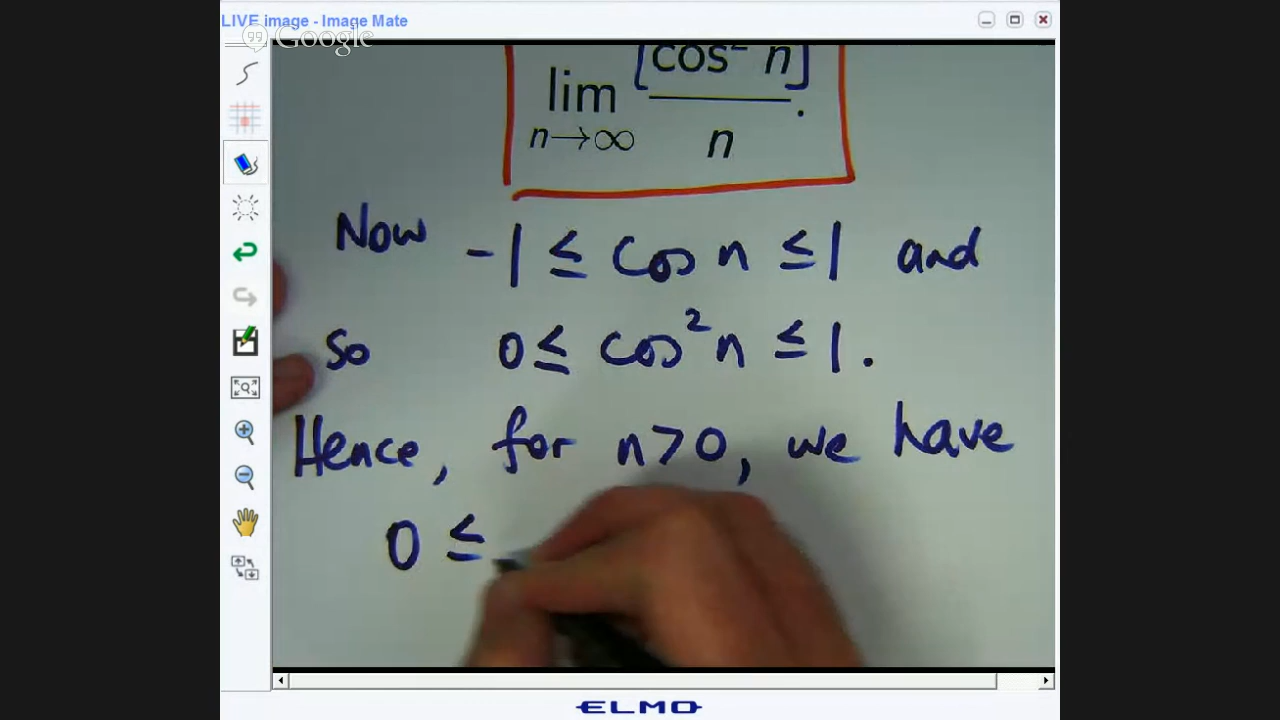 LIVE image - Image Mate
Google
lim n→∞ [cos² n] / n .
Now -1 ≤ cos n ≤ 1 and
so 0 ≤ cos² n ≤ 1.
Hence, for n>0, we have
0 ≤
ELMO